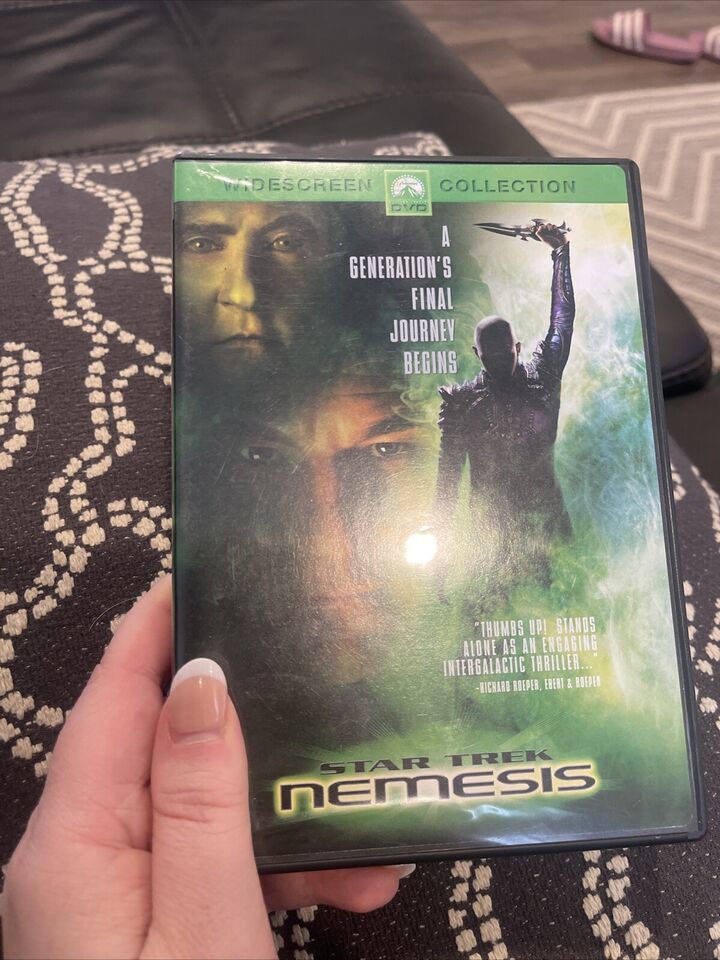 WIDESCREEN COLLECTION
DVD
A
GENERATION'S
FINAL
JOURNEY
BEGINS
"THUMBS UP! STANDS
ALONE AS AN ENGAGING
INTERGALACTIC THRILLER..."
-RICHARD ROEPER, EBERT & ROEPER
STAR TREK
NEMESIS